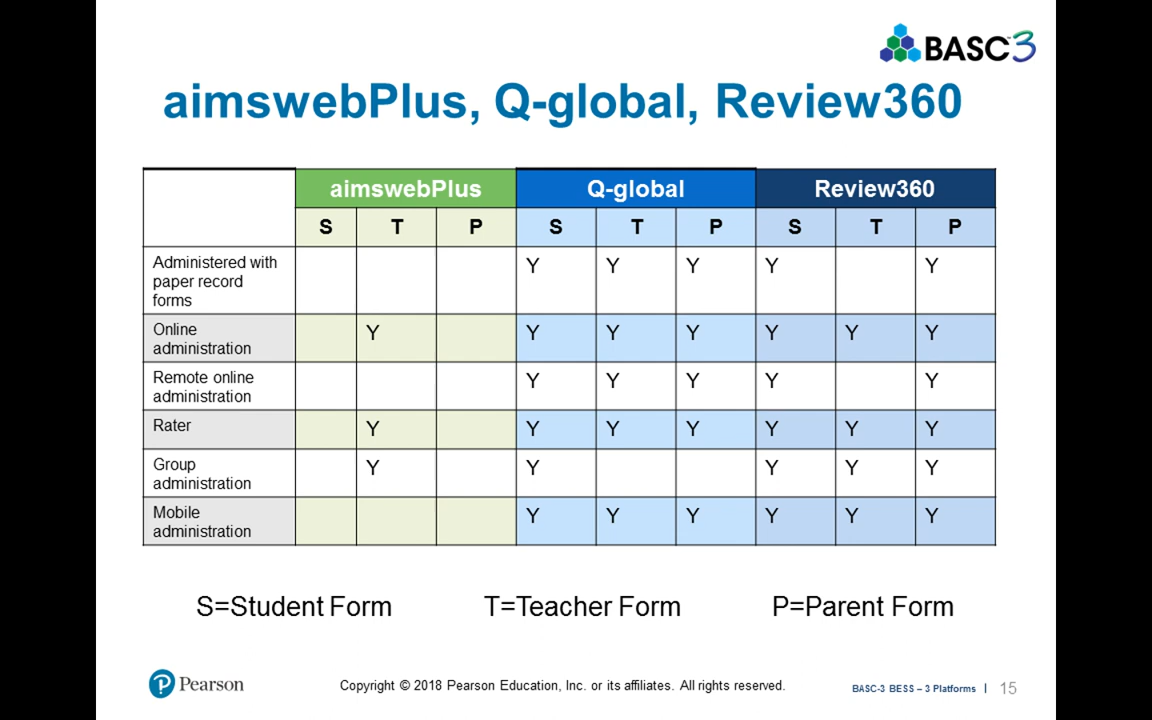 BASC™3
aimswebPlus, Q-global, Review360
aimswebPlus Q-global Review360
S T P S T P S T P
Administered with
paper record
forms
Y Y Y Y Y
Online
administration
Y Y Y Y Y Y Y
Remote online
administration
Y Y Y Y Y
Rater
Y Y Y Y Y Y Y
Group
administration
Y Y Y Y Y
Mobile
administration
Y Y Y Y Y Y
S=Student Form T=Teacher Form P=Parent Form
P Pearson
Copyright © 2018 Pearson Education, Inc. or its affiliates. All rights reserved.
BASC-3 BESS – 3 Platforms | 15